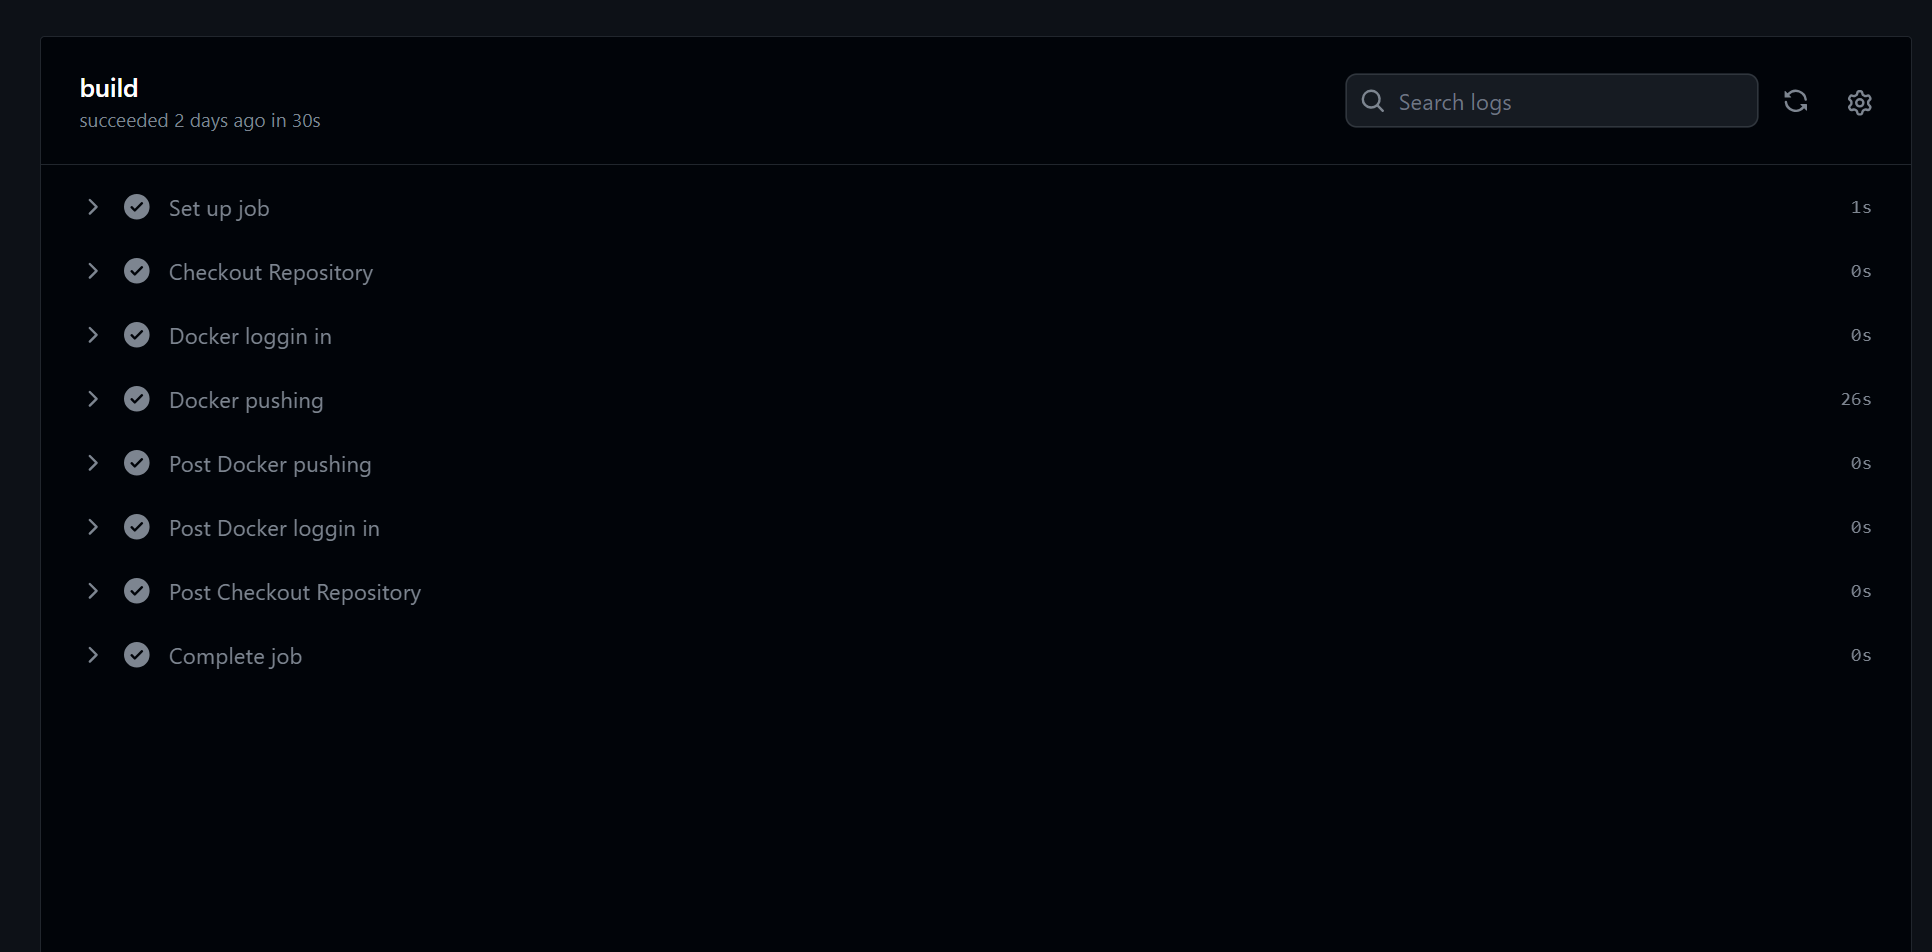 build
succeeded 2 days ago in 30s
Search logs
Set up job 1s
Checkout Repository 0s
Docker loggin in 0s
Docker pushing 26s
Post Docker pushing 0s
Post Docker loggin in 0s
Post Checkout Repository 0s
Complete job 0s